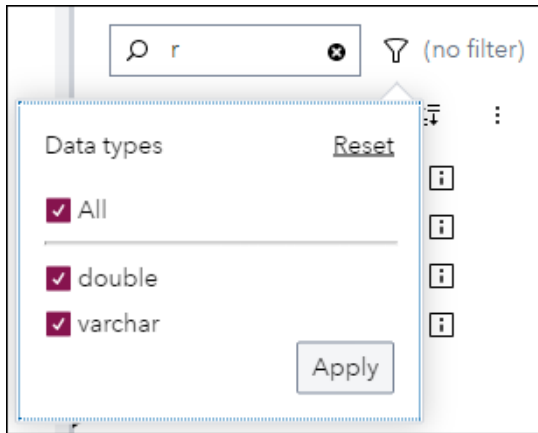 r (no filter)
Data types Reset
All
double
varchar
Apply